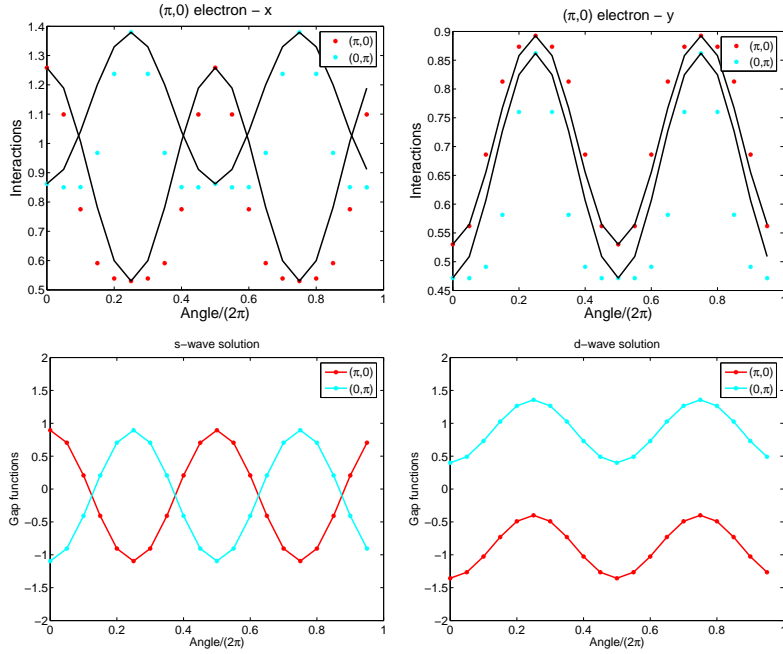 (π,0) electron − x
1.4
1.3
1.2
1.1
1
0.9
0.8
0.7
0.6
0.5
Interactions
0 0.2 0.4 0.6 0.8 1
Angle/(2π)
(π,0)
(0,π)
(π,0) electron − y
0.9
0.85
0.8
0.75
0.7
0.65
0.6
0.55
0.5
0.45
Interactions
0 0.2 0.4 0.6 0.8 1
Angle/(2π)
(π,0)
(0,π)
s−wave solution
2
1.5
1
0.5
0
−0.5
−1
−1.5
−2
Gap functions
0 0.2 0.4 0.6 0.8 1
Angle/(2π)
(π,0)
(0,π)
d−wave solution
2
1.5
1
0.5
0
−0.5
−1
−1.5
−2
Gap functions
0 0.2 0.4 0.6 0.8 1
Angle/(2π)
(π,0)
(0,π)